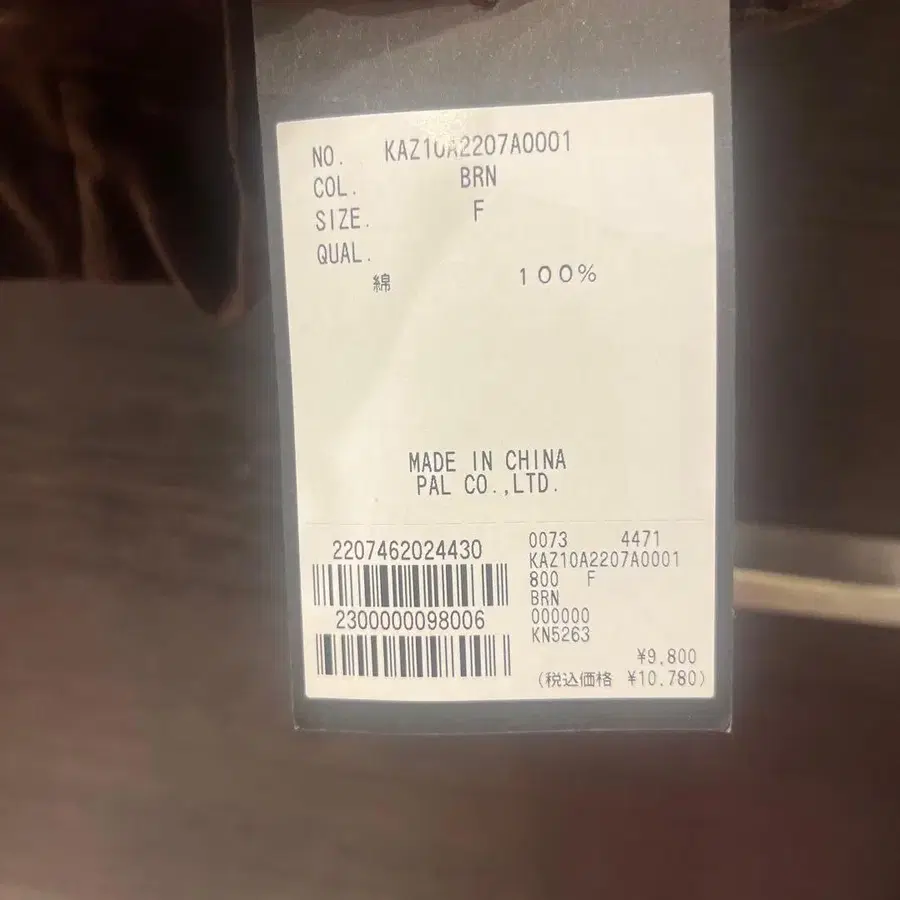 NO. KAZ10A2207A0001
COL. BRN
SIZE. F
QUAL.
綿 100%
MADE IN CHINA
PAL CO.,LTD.
2207462024430
2300000098006
0073 4471
KAZ10A2207A0001
800 F
BRN
000000
KN5263
¥9,800
(税込価格 ¥10,780)